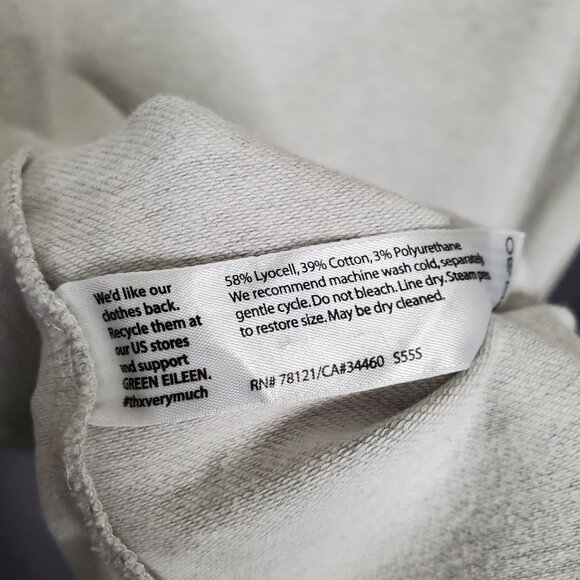 We'd like our
clothes back.
Recycle them at
our US stores
and support
GREEN EILEEN.
#thxverymuch
58% Lyocell, 39% Cotton, 3% Polyurethane
We recommend machine wash cold, separately,
gentle cycle. Do not bleach. Line dry. Steam press
to restore size. May be dry cleaned.
RN# 78121/CA#34460 S55S